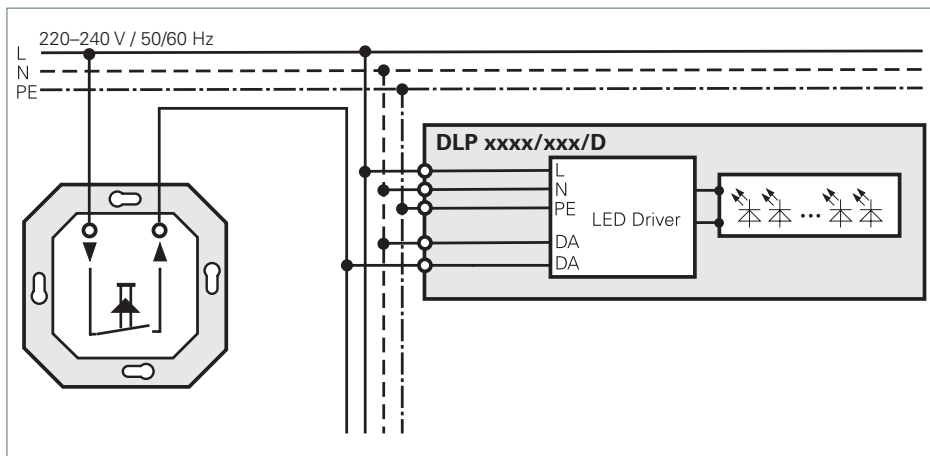 220–240 V / 50/60 Hz
L
N
PE
DLP xxxx/xxx/D
L
N
PE
LED Driver
DA
DA